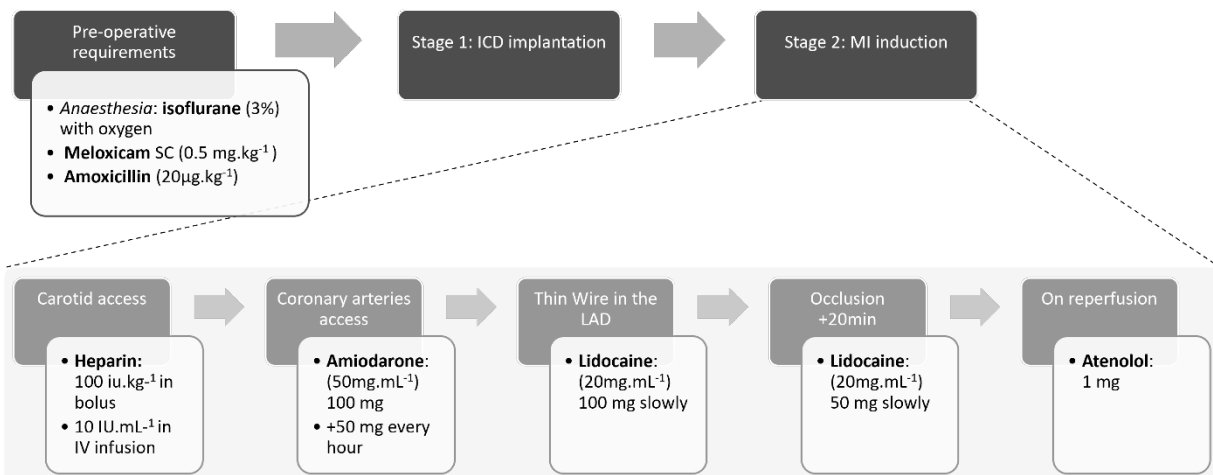 Pre-operative
requirements
• Anaesthesia: isoflurane (3%)
with oxygen
• Meloxicam SC (0.5 mg.kg⁻¹ )
• Amoxicillin (20µg.kg⁻¹)
Stage 1: ICD implantation
Stage 2: MI induction
Carotid access
• Heparin:
100 iu.kg⁻¹ in
bolus
• 10 IU.mL-¹ in
IV infusion
Coronary arteries
access
• Amiodarone:
(50mg.mL⁻¹)
100 mg
• +50 mg every
hour
Thin Wire in the
LAD
• Lidocaine:
(20mg.mL⁻¹)
100 mg slowly
Occlusion
+20min
• Lidocaine:
(20mg.mL⁻¹)
50 mg slowly
On reperfusion
• Atenolol:
1 mg